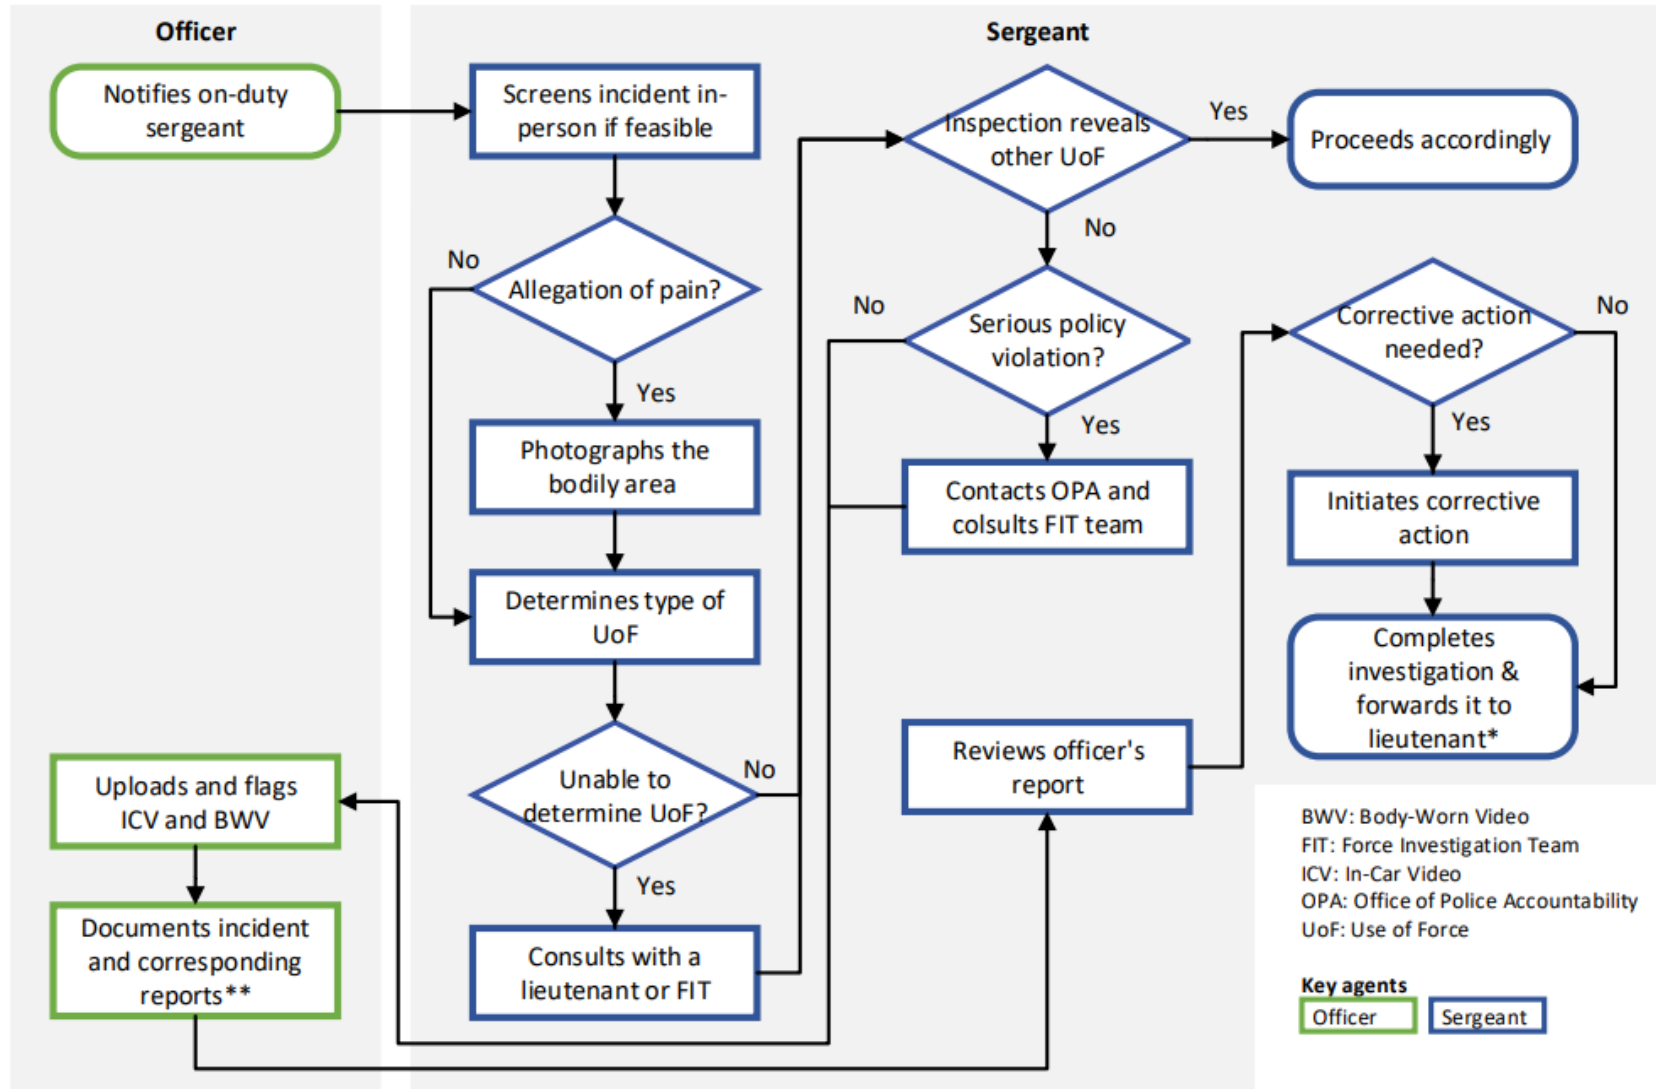 Officer
Notifies on-duty
sergeant
Uploads and flags
ICV and BWV
Documents incident
and corresponding
reports**
Sergeant
Screens incident in-
person if feasible
Allegation of pain?
No
Yes
Photographs the
bodily area
Determines type of
UoF
Unable to
determine UoF?
No
Yes
Consults with a
lieutenant or FIT
Inspection reveals
other UoF
Yes
Proceeds accordingly
No
Serious policy
violation?
No
Yes
Contacts OPA and
colsults FIT team
Reviews officer's
report
Corrective action
needed?
No
Yes
Initiates corrective
action
Completes
investigation &
forwards it to
lieutenant*
BWV: Body-Worn Video
FIT: Force Investigation Team
ICV: In-Car Video
OPA: Office of Police Accountability
UoF: Use of Force
Key agents
Officer
Sergeant